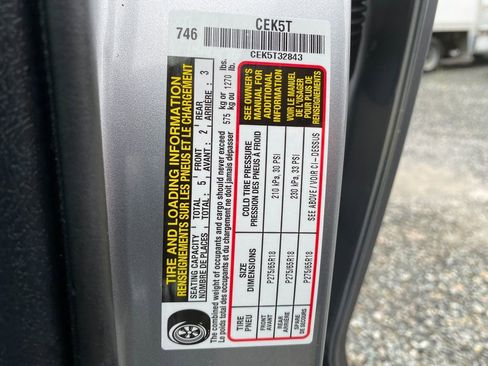 746
CEK5T
CEK5T32843
TIRE AND LOADING INFORMATION
RENSEIGNEMENTS SUR LES PNEUS ET LE CHARGEMENT
SEATING CAPACITY TOTAL: 5 FRONT 2 REAR 3
NOMBRE DE PLACES TOTAL: AVANT: ARRIÈRE:
The combined weight of occupants and cargo should never exceed 575 kg or 1270 lbs.
Le poids total des occupants et du chargement ne doit jamais dépasser 575 kg ou 1270 lb.
TIRE SIZE COLD TIRE PRESSURE
PNEU DIMENSIONS PRESSION DES PNEUS À FROID
FRONT P275/65R18 210 kPa, 30 PSI
AVANT
REAR P275/65R18 230 kPa, 33 PSI
ARRIÈRE
SPARE P275/65R18 SEE ABOVE / VOIR CI-DESSUS
DE SECOURS
SEE OWNER'S
MANUAL FOR
ADDITIONAL
INFORMATION
VOIR LE MANUEL
DE L'USAGER
POUR PLUS DE
RENSEIGNEMENTS